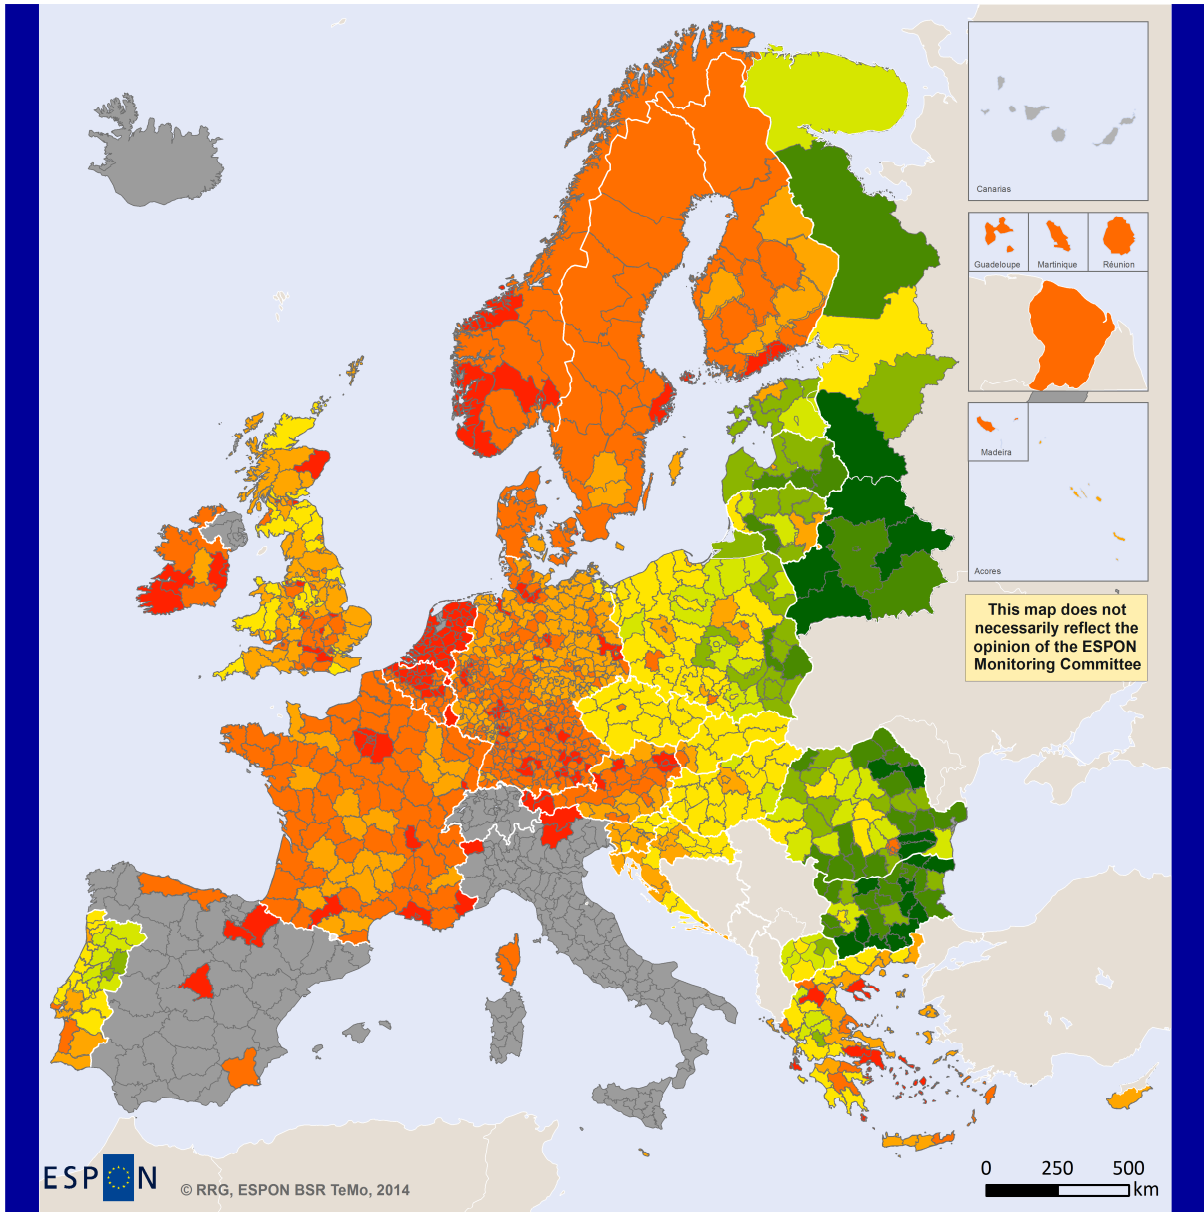 Canarias
Guadeloupe
Martinique
Réunion
Madeira
Acores
This map does not
necessarily reflect the
opinion of the ESPON
Monitoring Committee
ESPON
© RRG, ESPON BSR TeMo, 2014
0 250 500
km